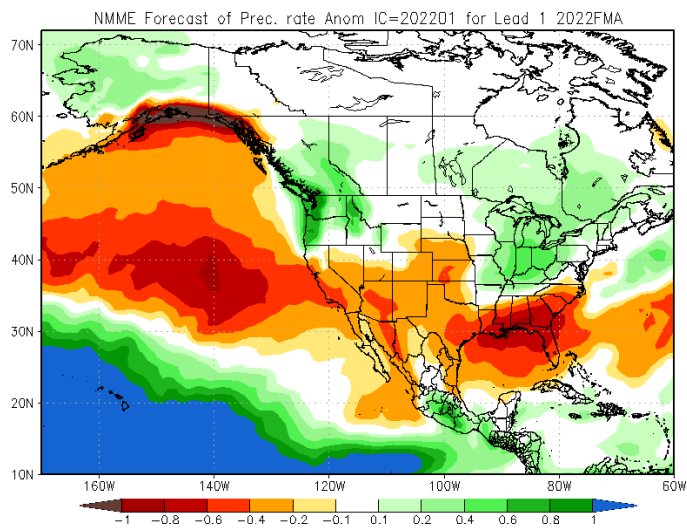 NMME Forecast of Prec. rate Anom IC=202201 for Lead 1 2022FMA
70N
60N
50N
40N
30N
20N
10N
160W 140W 120W 100W 80W 60W
-1 -0.8 -0.6 -0.4 -0.2 -0.1 0.1 0.2 0.4 0.6 0.8 1